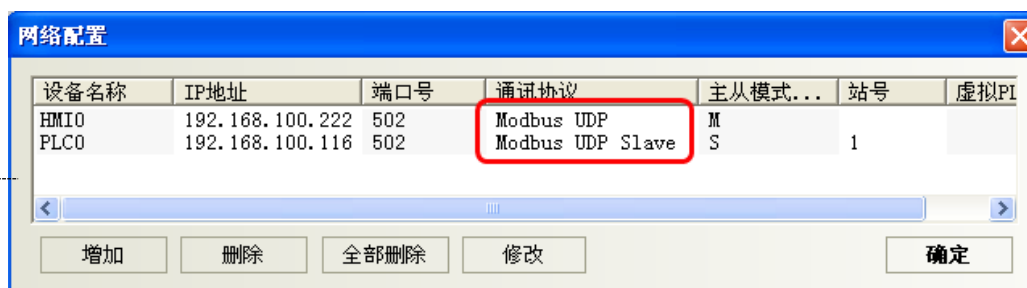 网络配置
设备名称 IP地址 端口号 通讯协议 主从模式... 站号 虚拟PI
HMI0 192.168.100.222 502 Modbus UDP M
PLC0 192.168.100.116 502 Modbus UDP Slave S 1
增加 删除 全部删除 修改 确定